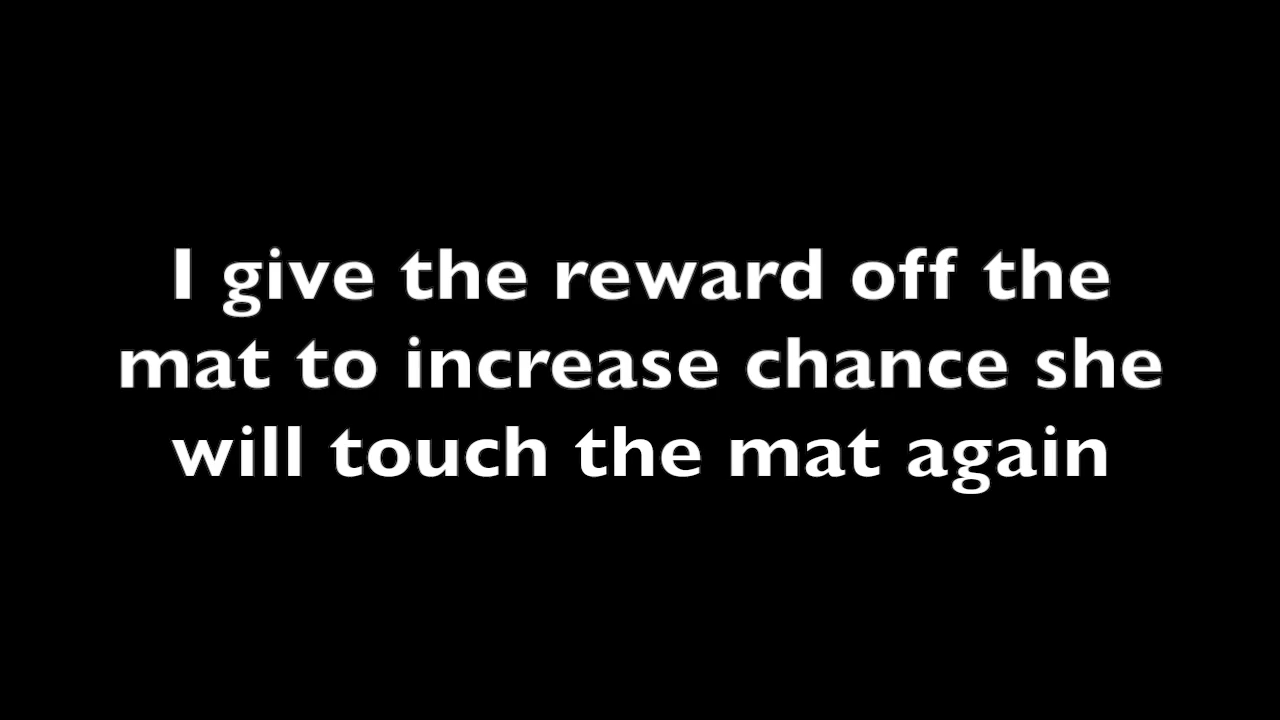 I give the reward off the
mat to increase chance she
will touch the mat again